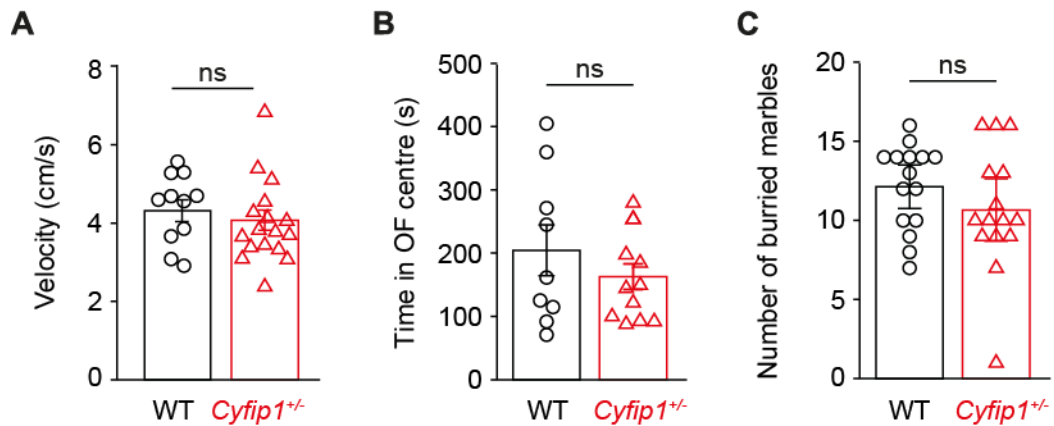 A
ns
8
6
4
2
0
Velocity (cm/s)
WT
Cyfip1+/-
B
ns
500
400
300
200
100
0
Time in OF centre (s)
WT
Cyfip1+/-
C
ns
20
15
10
5
0
Number of burried marbles
WT
Cyfip1+/-